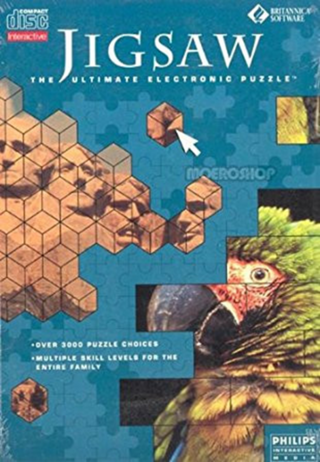 COMPACT
disc
Interactive
BRITANNICA
SOFTWARE
JIGSAW
THE ULTIMATE ELECTRONIC PUZZLE™
MOEROSHOP
•OVER 3000 PUZZLE CHOICES
•MULTIPLE SKILL LEVELS FOR THE
ENTIRE FAMILY
PHILIPS
INTERACTIVE
MEDIA